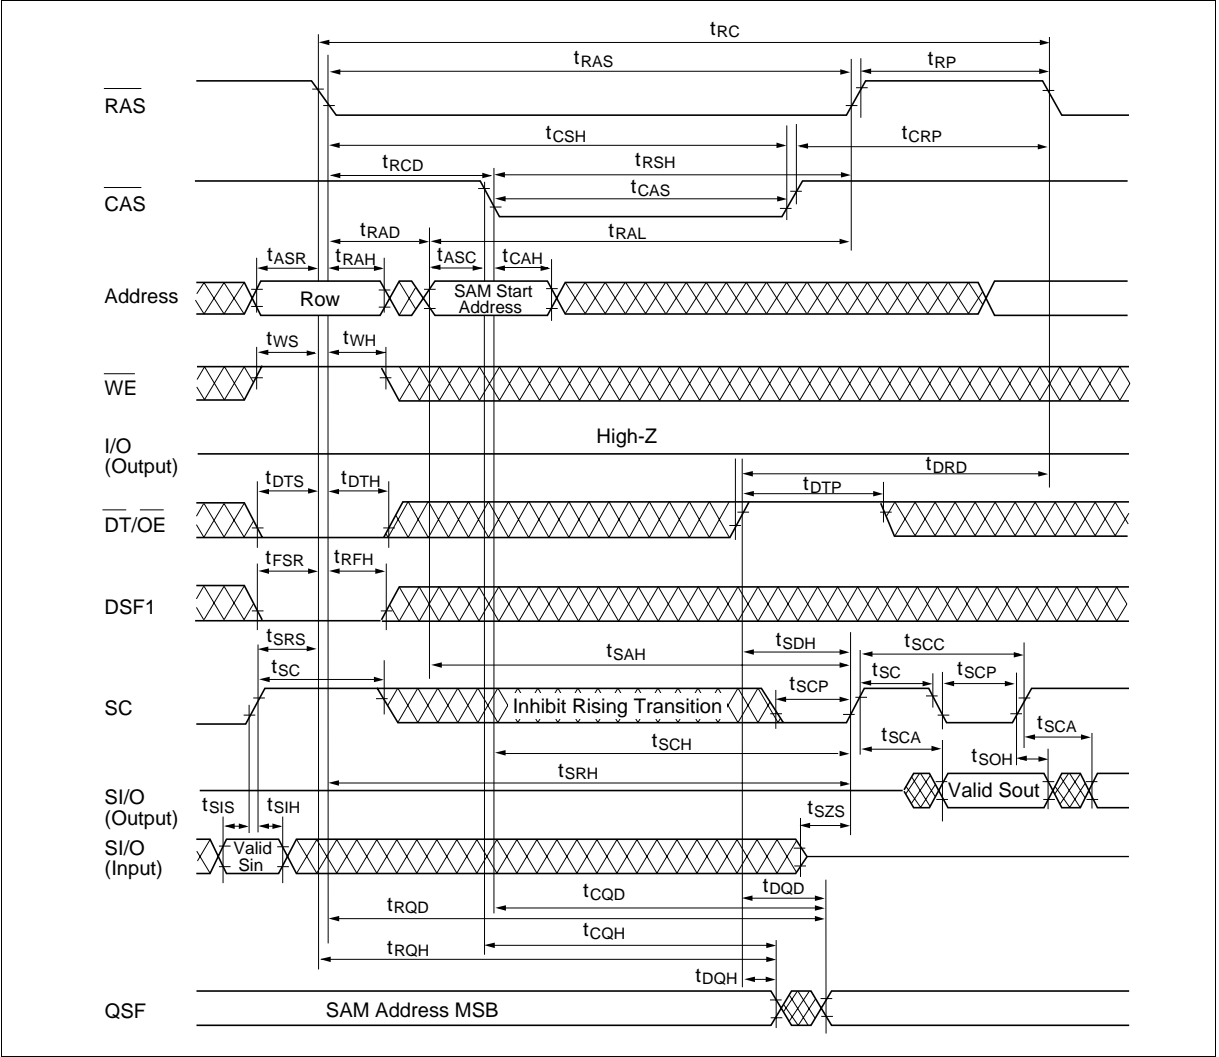 tRC
tRAS
tRP
RAS
tCSH
tCRP
tRCD
tRSH
CAS
tCAS
tRAD
tRAL
tASR
tRAH
tASC
tCAH
Address
Row
SAM Start
Address
tWS
tWH
WE
High-Z
I/O
(Output)
tDRD
tDTS
tDTH
tDTP
DT/OE
tFSR
tRFH
DSF1
tSRS
tSAH
tSDH
tSCC
tSC
tSCP
tSC
tSCP
SC
Inhibit Rising Transition
tSCA
tSCA
tSCH
tSOH
tSRH
SI/O
(Output)
Valid Sout
tSIS
tSIH
tSZS
SI/O
(Input)
Valid
Sin
tDQD
tCQD
tRQD
tCQH
tRQH
tDQH
QSF
SAM Address MSB